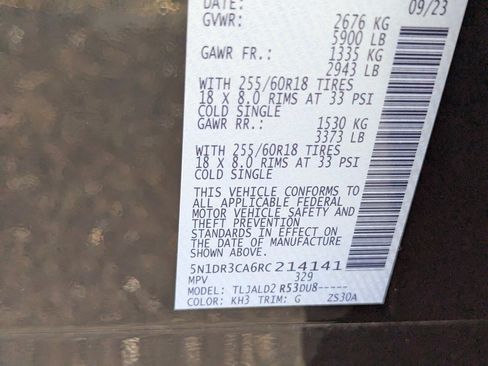 DATE: 09/23
GVWR: 2676 KG
5900 LB
GAWR FR.: 1335 KG
2943 LB
WITH 255/60R18 TIRES
18 X 8.0 RIMS AT 33 PSI
COLD SINGLE
GAWR RR.: 1530 KG
3373 LB
WITH 255/60R18 TIRES
18 X 8.0 RIMS AT 33 PSI
COLD SINGLE
THIS VEHICLE CONFORMS TO
ALL APPLICABLE FEDERAL
MOTOR VEHICLE SAFETY AND
THEFT PREVENTION
STANDARDS IN EFFECT ON
THE DATE OF MANUFACTURE
SHOWN ABOVE.
5N1DR3CA6RC214141
MPV 329
MODEL: TLJALD2 R53DU8-----
COLOR: KH3 TRIM: G ZS30A